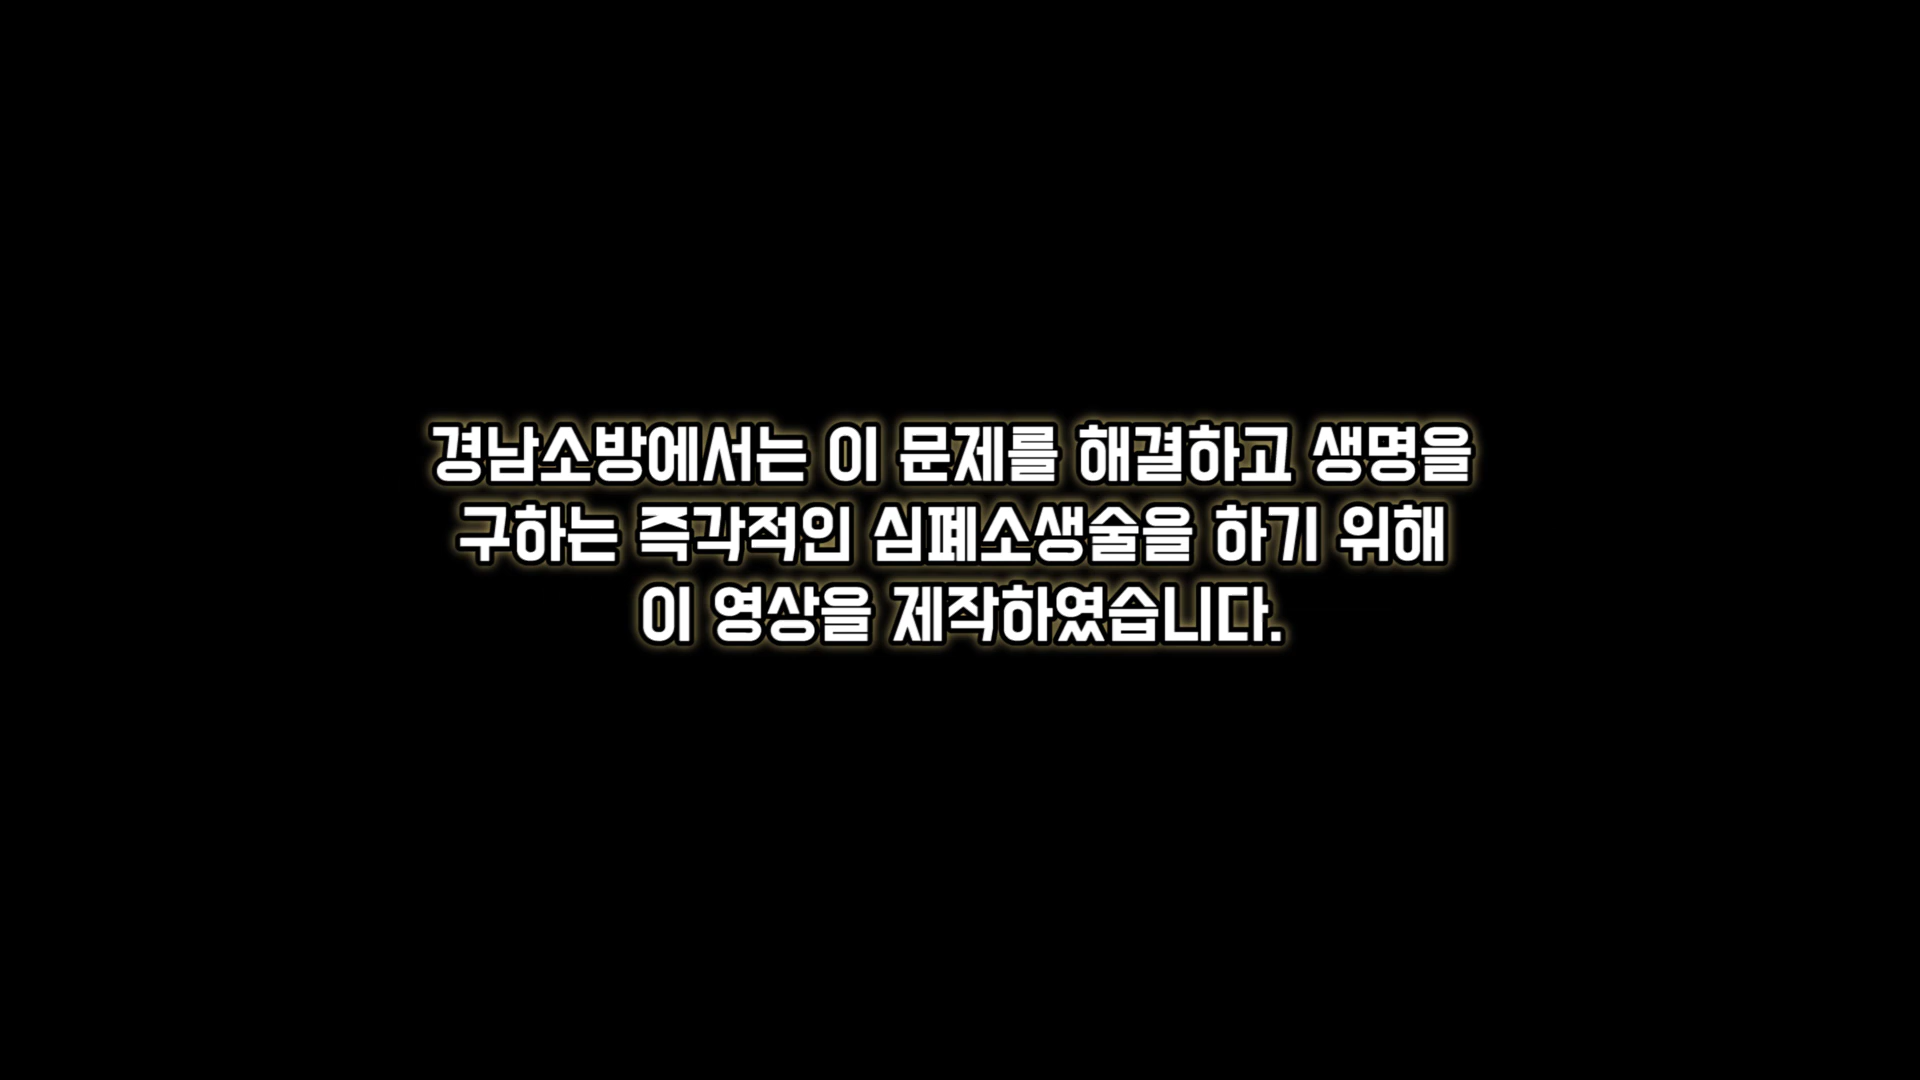 경남소방에서는 이 문제를 해결하고 생명을
구하는 즉각적인 심폐소생술을 하기 위해
이 영상을 제작하였습니다.